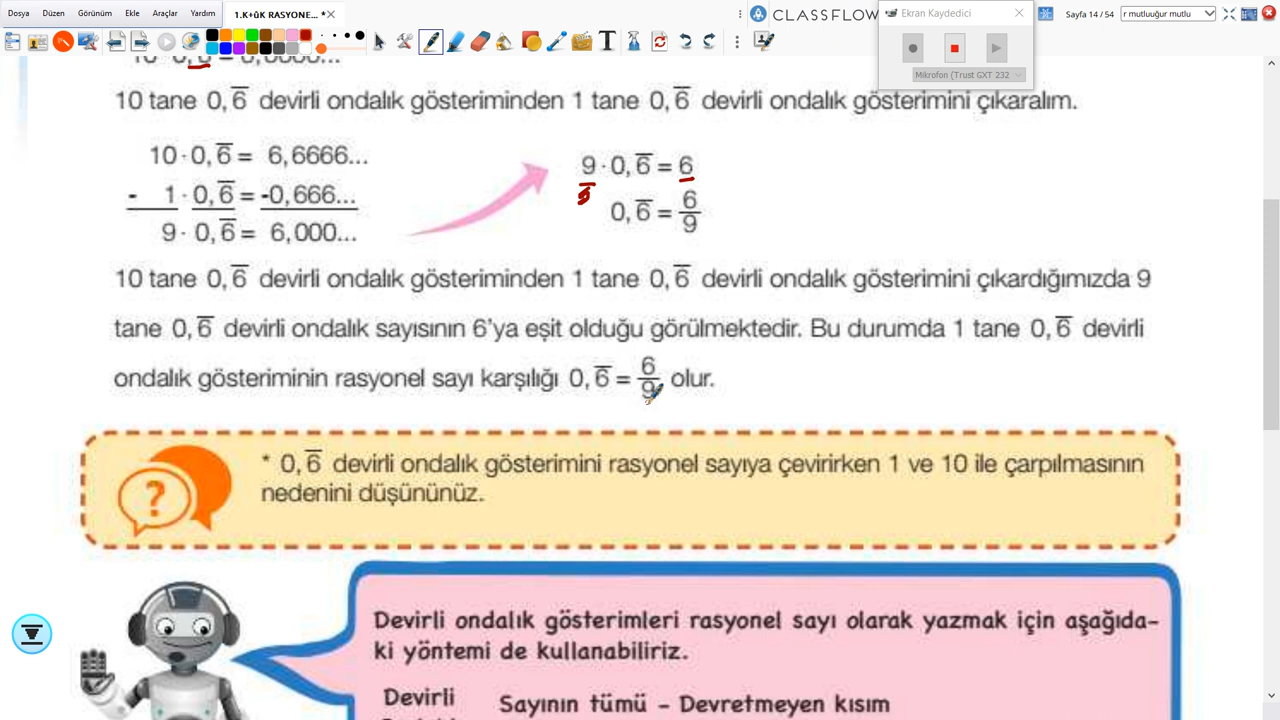 Dosya Düzen Görünüm Ekle Araçlar Yardım 1.K+ûK RASYONE... *
CLASSFLOW
Ekran Kaydedici
Sayfa 14 / 54
r mutluuğur mutlu
Mikrofon (Trust GXT 232
10 tane 0,6̅ devirli ondalık gösteriminden 1 tane 0,6̅ devirli ondalık gösterimini çıkaralım.
10 · 0,6̅ = 6,6666...
- 1 · 0,6̅ = -0,666...
9 · 0,6̅ = 6,000...
9 · 0,6̅ = 6
0,6̅ = 6/9
10 tane 0,6̅ devirli ondalık gösteriminden 1 tane 0,6̅ devirli ondalık gösterimini çıkardığımızda 9
tane 0,6̅ devirli ondalık sayısının 6'ya eşit olduğu görülmektedir. Bu durumda 1 tane 0,6̅ devirli
ondalık gösteriminin rasyonel sayı karşılığı 0,6̅ = 6/9 olur.
?
* 0,6̅ devirli ondalık gösterimini rasyonel sayıya çevirirken 1 ve 10 ile çarpılmasının
nedenini düşününüz.
Devirli ondalık gösterimleri rasyonel sayı olarak yazmak için aşağıda-
ki yöntemi de kullanabiliriz.
Devirli
Sayının tümü - Devretmeyen kısım